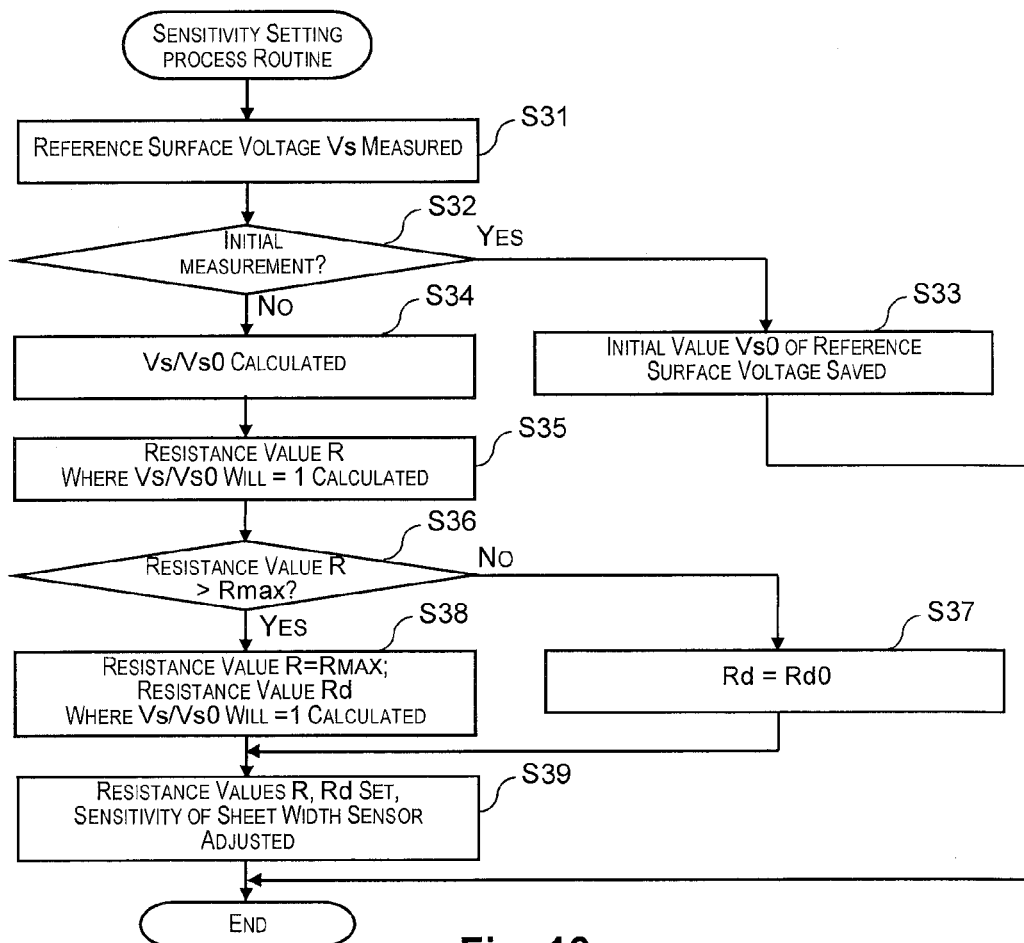 SENSITIVITY SETTING
PROCESS ROUTINE
S31
REFERENCE SURFACE VOLTAGE Vs MEASURED
S32
INITIAL
MEASUREMENT?
YES
NO
S33
INITIAL VALUE Vs0 OF REFERENCE
SURFACE VOLTAGE SAVED
S34
Vs/Vs0 CALCULATED
S35
RESISTANCE VALUE R
WHERE Vs/Vs0 WILL = 1 CALCULATED
S36
RESISTANCE VALUE R
> Rmax?
NO
YES
S37
Rd = Rd0
S38
RESISTANCE VALUE R=RMAX;
RESISTANCE VALUE Rd
WHERE Vs/Vs0 WILL =1 CALCULATED
S39
RESISTANCE VALUES R, Rd SET,
SENSITIVITY OF SHEET WIDTH SENSOR
ADJUSTED
END